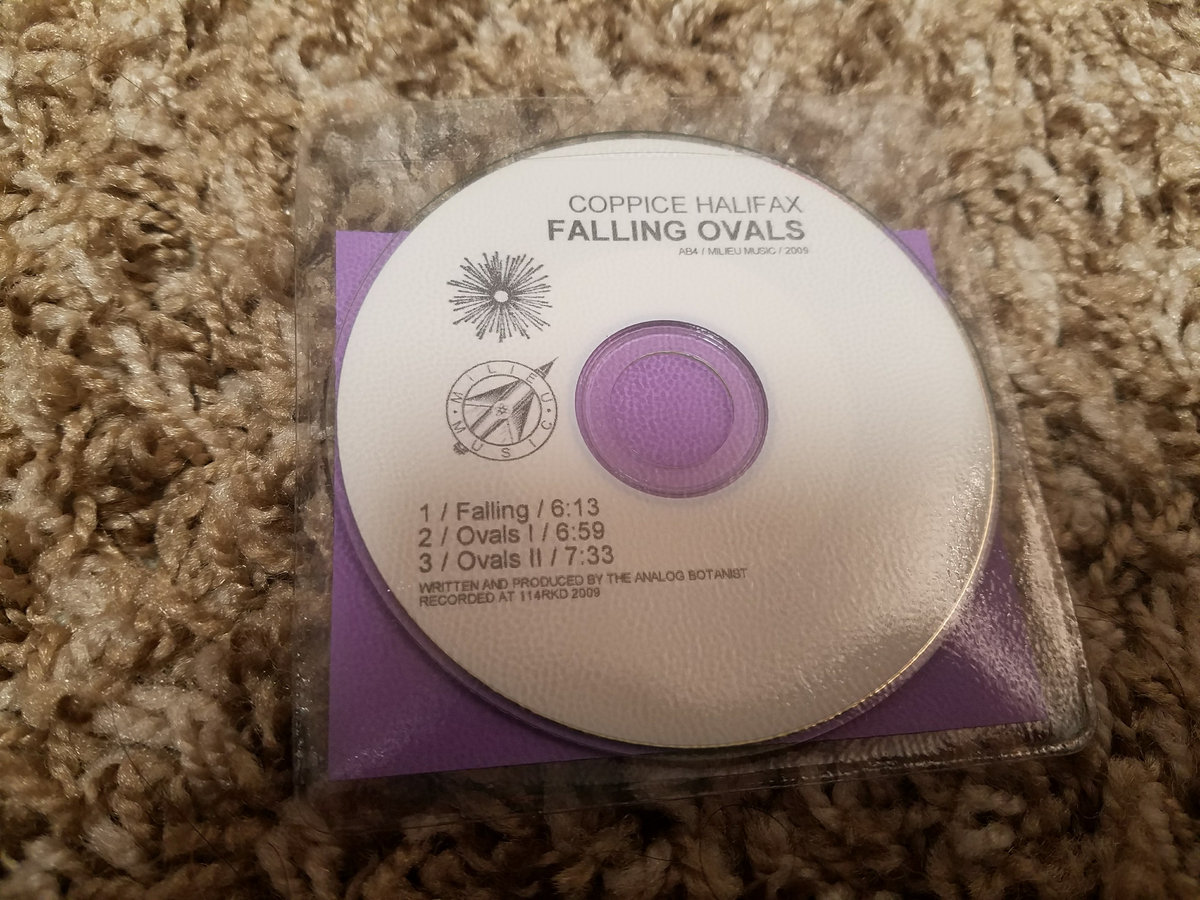 COPPICE HALIFAX
FALLING OVALS
AB4 / MILIEU MUSIC / 2009
MILIEU
MUSIC
1 / Falling / 6:13
2 / Ovals I / 6:59
3 / Ovals II / 7:33
WRITTEN AND PRODUCED BY THE ANALOG BOTANIST
RECORDED AT 114RKD 2009